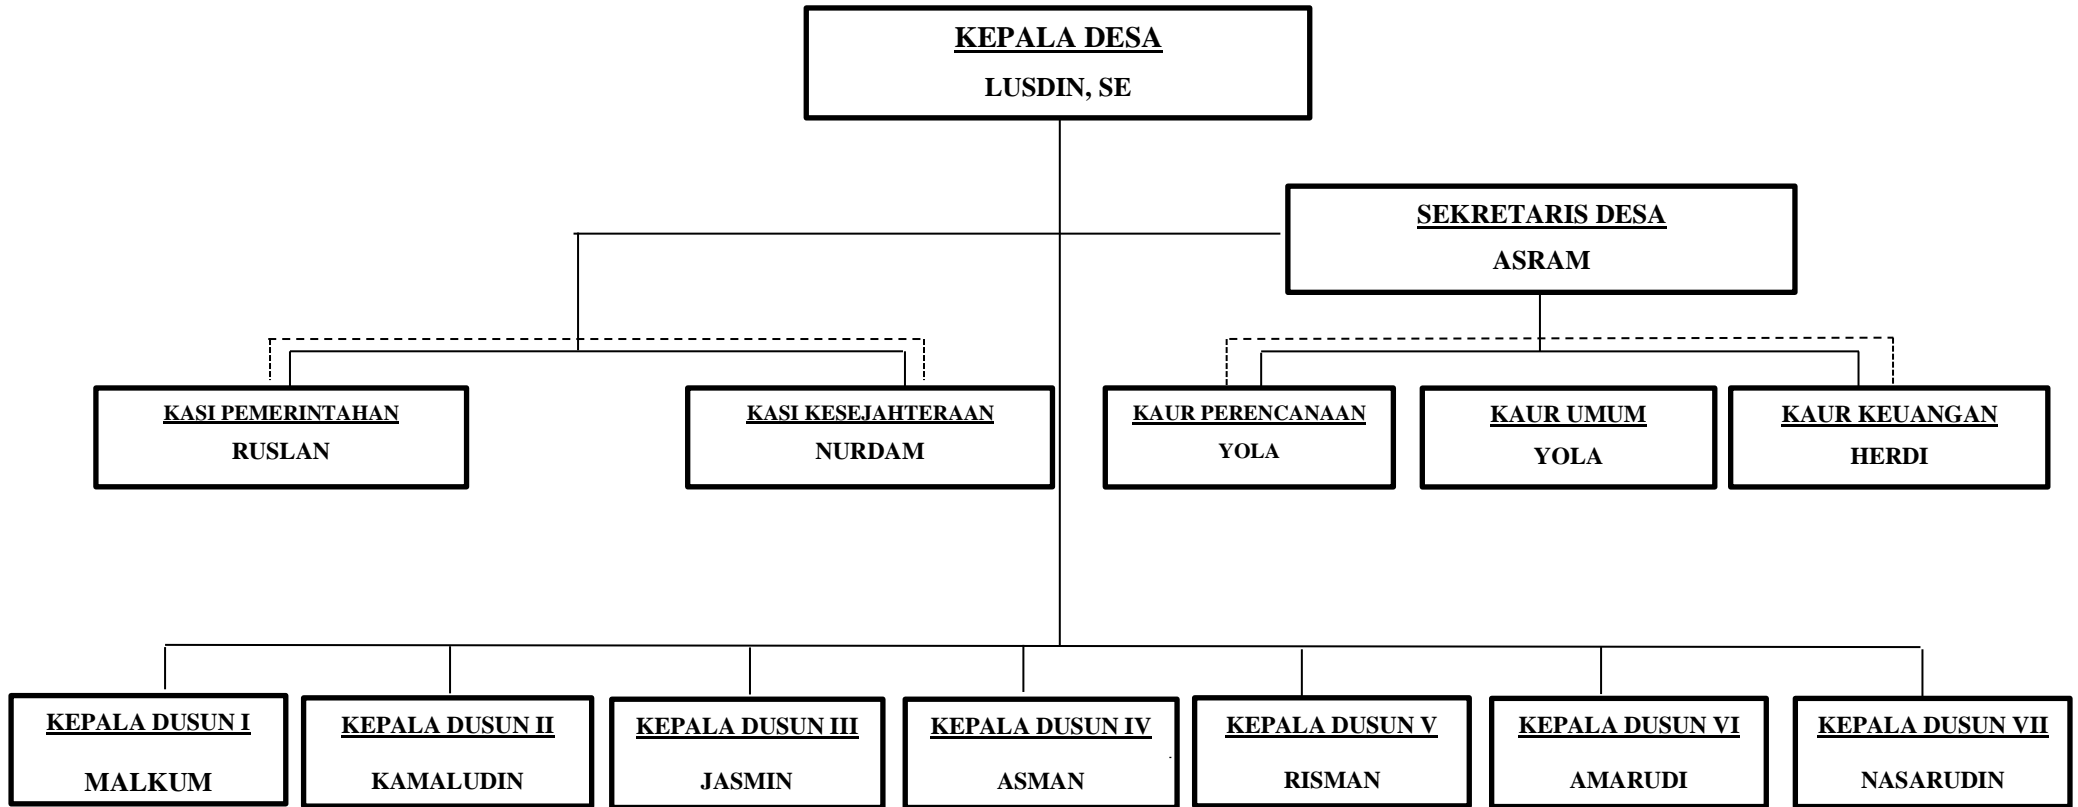 KEPALA DESA
LUSDIN, SE
SEKRETARIS DESA
ASRAM
KASI PEMERINTAHAN
RUSLAN
KASI KESEJAHTERAAN
NURDAM
KAUR PERENCANAAN
YOLA
KAUR UMUM
YOLA
KAUR KEUANGAN
HERDI
KEPALA DUSUN I
MALKUM
KEPALA DUSUN II
KAMALUDIN
KEPALA DUSUN III
JASMIN
KEPALA DUSUN IV
ASMAN
KEPALA DUSUN V
RISMAN
KEPALA DUSUN VI
AMARUDI
KEPALA DUSUN VII
NASARUDIN